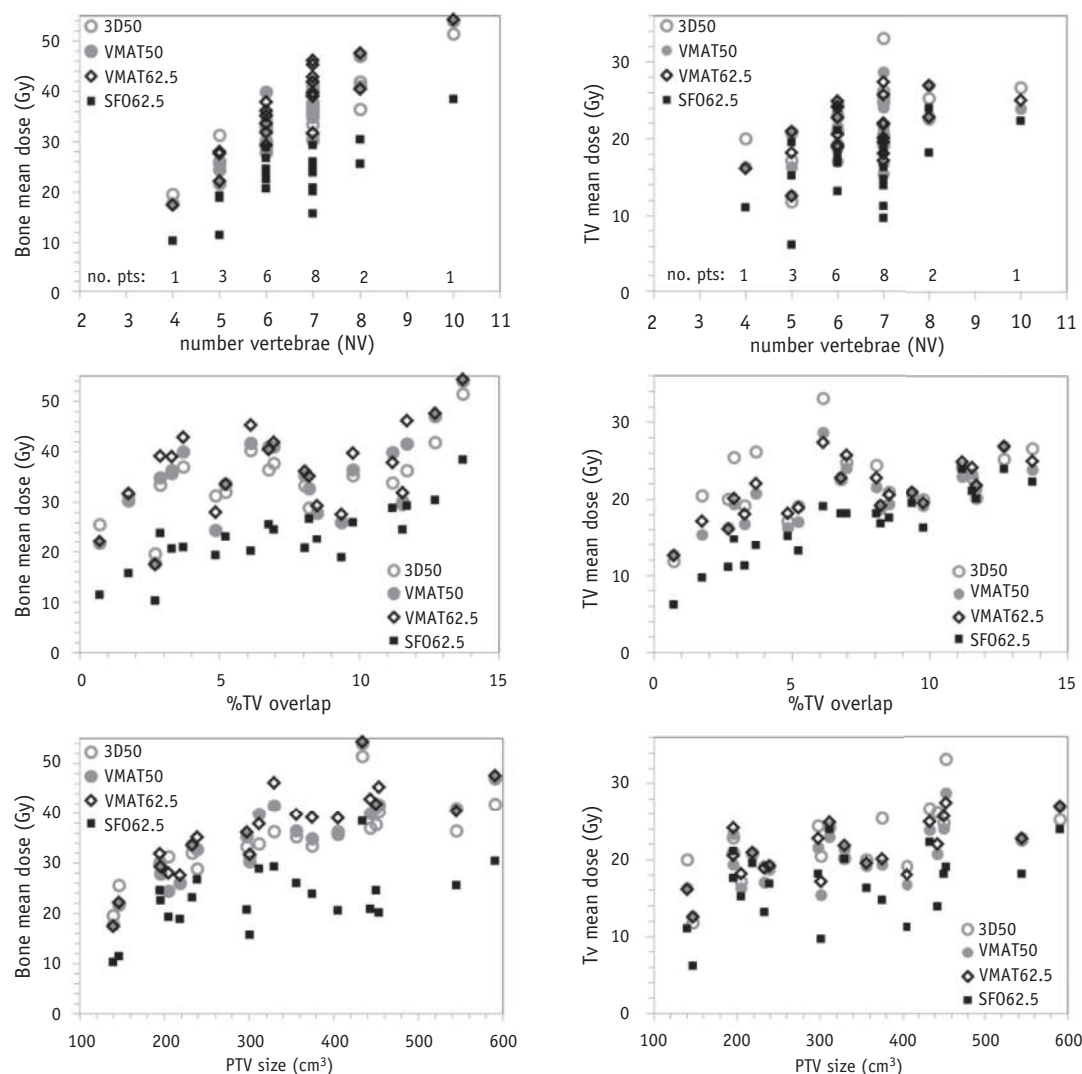 3D50
VMAT50
VMAT62.5
SFO62.5
50
40
30
20
10
0
Bone mean dose (Gy)
no. pts: 1 3 6 8 2 1
2 3 4 5 6 7 8 9 10 11
number vertebrae (NV)
3D50
VMAT50
VMAT62.5
SFO62.5
30
20
10
0
TV mean dose (Gy)
no. pts: 1 3 6 8 2 1
2 3 4 5 6 7 8 9 10 11
number vertebrae (NV)
50
40
30
20
10
0
Bone mean dose (Gy)
3D50
VMAT50
VMAT62.5
SFO62.5
0 5 10 15
%TV overlap
30
20
10
0
TV mean dose (Gy)
3D50
VMAT50
VMAT62.5
SFO62.5
0 5 10 15
%TV overlap
3D50
VMAT50
VMAT62.5
SFO62.5
50
40
30
20
10
0
Bone mean dose (Gy)
100 200 300 400 500 600
PTV size (cm³)
30
20
10
0
Tv mean dose (Gy)
3D50
VMAT50
VMAT62.5
SFO62.5
100 200 300 400 500 600
PTV size (cm³)